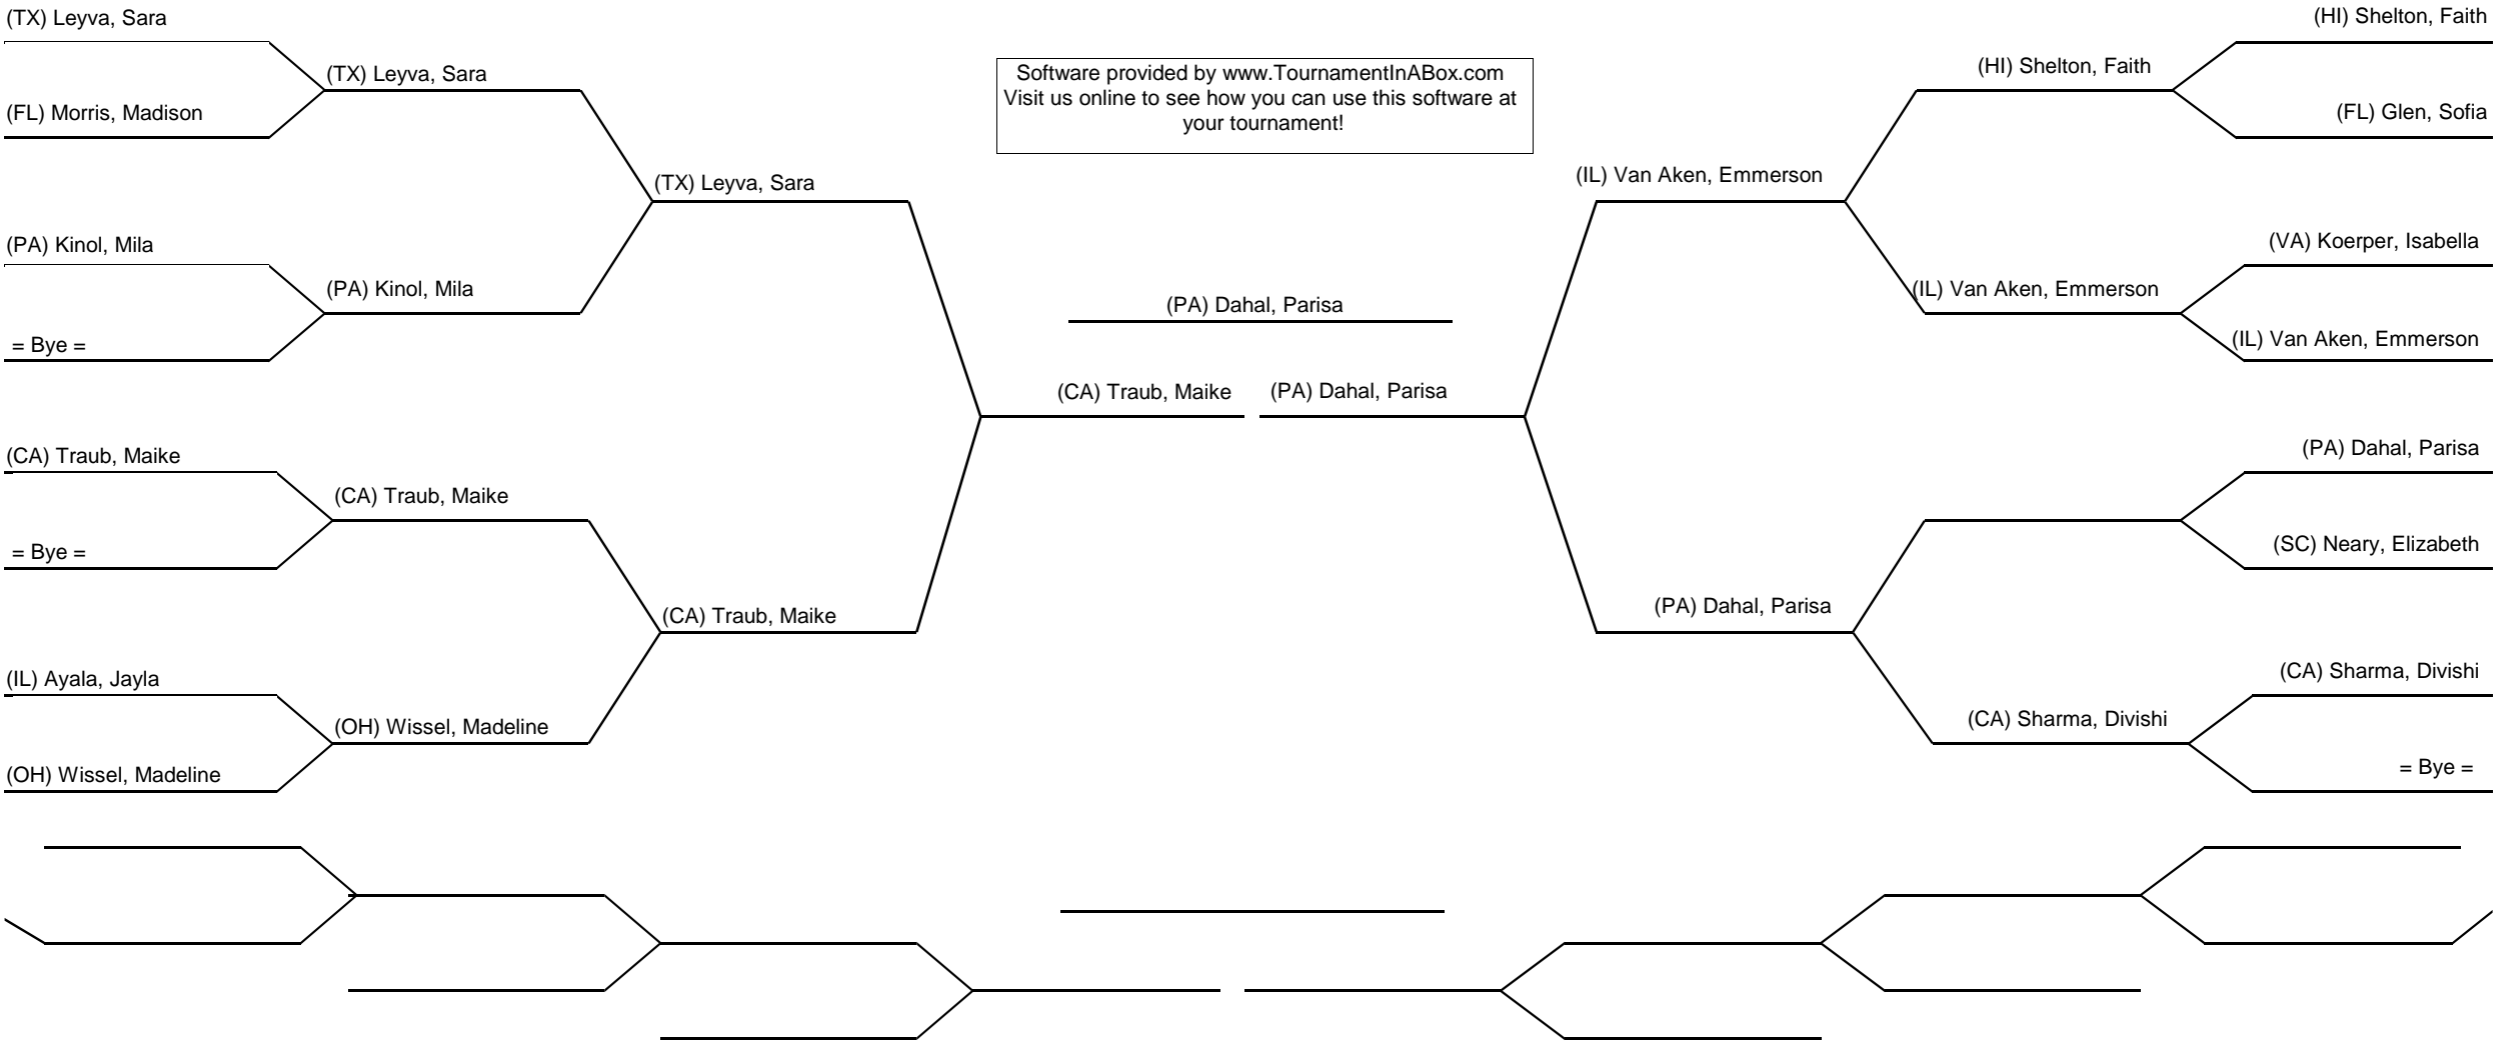 (TX) Leyva, Sara
(TX) Leyva, Sara
(FL) Morris, Madison
(TX) Leyva, Sara
(PA) Kinol, Mila
(PA) Kinol, Mila
= Bye =
(CA) Traub, Maike
(CA) Traub, Maike
= Bye =
(CA) Traub, Maike
(IL) Ayala, Jayla
(OH) Wissel, Madeline
(OH) Wissel, Madeline
Software provided by www.TournamentInABox.com
Visit us online to see how you can use this software at
your tournament!
(PA) Dahal, Parisa
(CA) Traub, Maike
(PA) Dahal, Parisa
(HI) Shelton, Faith
(HI) Shelton, Faith
(FL) Glen, Sofia
(IL) Van Aken, Emmerson
(VA) Koerper, Isabella
(IL) Van Aken, Emmerson
(IL) Van Aken, Emmerson
(PA) Dahal, Parisa
(SC) Neary, Elizabeth
(PA) Dahal, Parisa
(CA) Sharma, Divishi
(CA) Sharma, Divishi
= Bye =